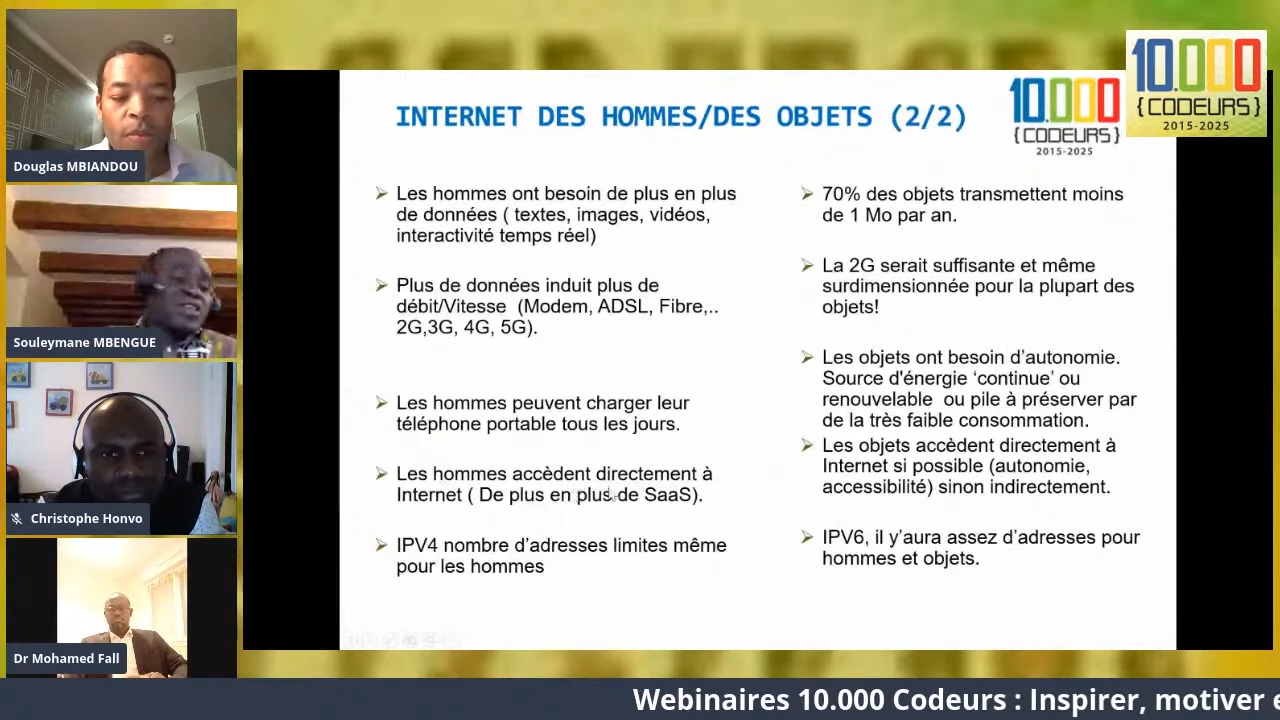 Douglas MBIANDOU
Souleymane MBENGUE
Christophe Honvo
Dr Mohamed Fall
INTERNET DES HOMMES/DES OBJETS (2/2)
10.000
{CODEURS}
2015-2025
10.000
{CODEURS}
2015-2025
Les hommes ont besoin de plus en plus
de données ( textes, images, vidéos,
interactivité temps réel)
Plus de données induit plus de
débit/Vitesse (Modem, ADSL, Fibre,..
2G,3G, 4G, 5G).
Les hommes peuvent charger leur
téléphone portable tous les jours.
Les hommes accèdent directement à
Internet ( De plus en plus de SaaS).
IPV4 nombre d’adresses limites même
pour les hommes
70% des objets transmettent moins
de 1 Mo par an.
La 2G serait suffisante et même
surdimensionnée pour la plupart des
objets!
Les objets ont besoin d’autonomie.
Source d'énergie ‘continue’ ou
renouvelable ou pile à préserver par
de la très faible consommation.
Les objets accèdent directement à
Internet si possible (autonomie,
accessibilité) sinon indirectement.
IPV6, il y’aura assez d’adresses pour
hommes et objets.
Webinaires 10.000 Codeurs : Inspirer, motiver e